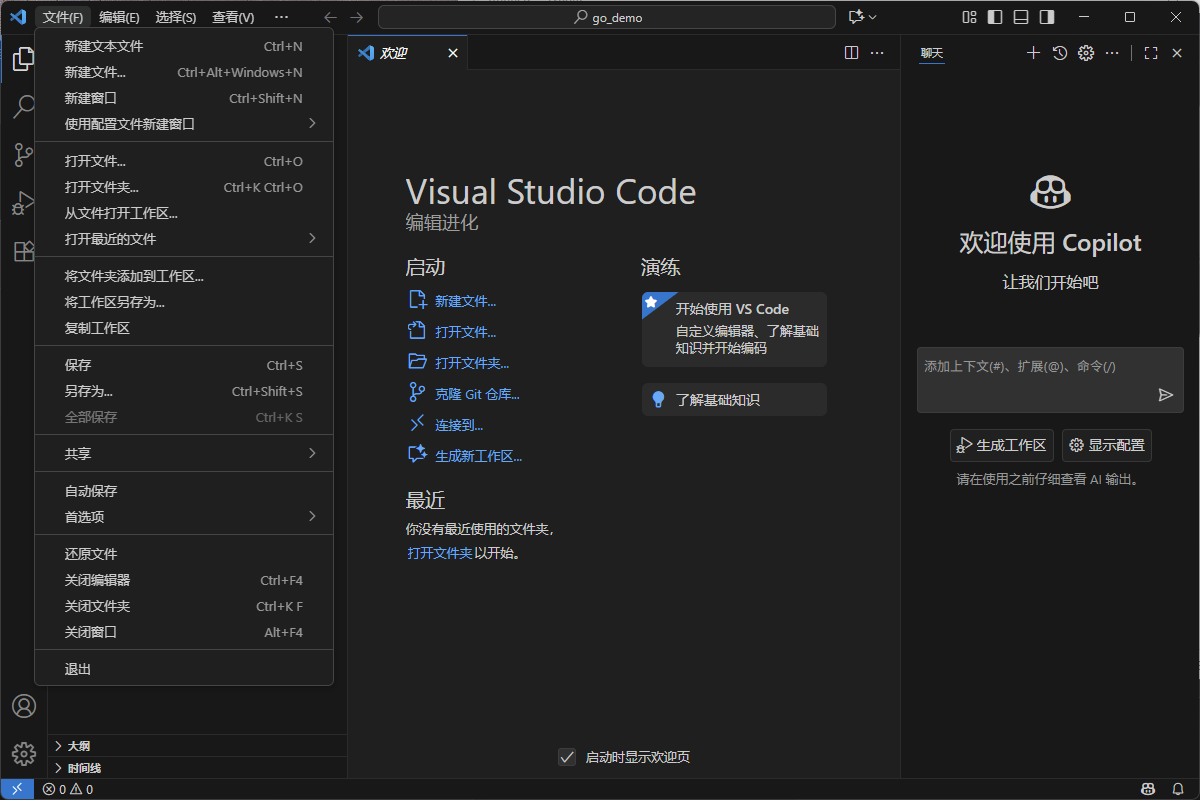 文件(F) 编辑(E) 选择(S) 查看(V) ··· go_demo
新建文本文件 Ctrl+N
新建文件... Ctrl+Alt+Windows+N
新建窗口 Ctrl+Shift+N
使用配置文件新建窗口
打开文件... Ctrl+O
打开文件夹... Ctrl+K Ctrl+O
从文件打开工作区...
打开最近的文件
将文件夹添加到工作区...
将工作区另存为...
复制工作区
保存 Ctrl+S
另存为... Ctrl+Shift+S
全部保存 Ctrl+K S
共享
自动保存
首选项
还原文件
关闭编辑器 Ctrl+F4
关闭文件夹 Ctrl+K F
关闭窗口 Alt+F4
退出
大纲
时间线
欢迎
Visual Studio Code
编辑进化
启动
新建文件...
打开文件...
打开文件夹...
克隆 Git 仓库...
连接到...
生成新工作区...
最近
你没有最近使用的文件夹，
打开文件夹以开始。
演练
开始使用 VS Code
自定义编辑器、了解基础
知识并开始编码
了解基础知识
启动时显示欢迎页
聊天
欢迎使用 Copilot
让我们开始吧
添加上下文(#)、扩展(@)、命令(/)
生成工作区 显示配置
请在使用之前仔细查看 AI 输出。
0 0